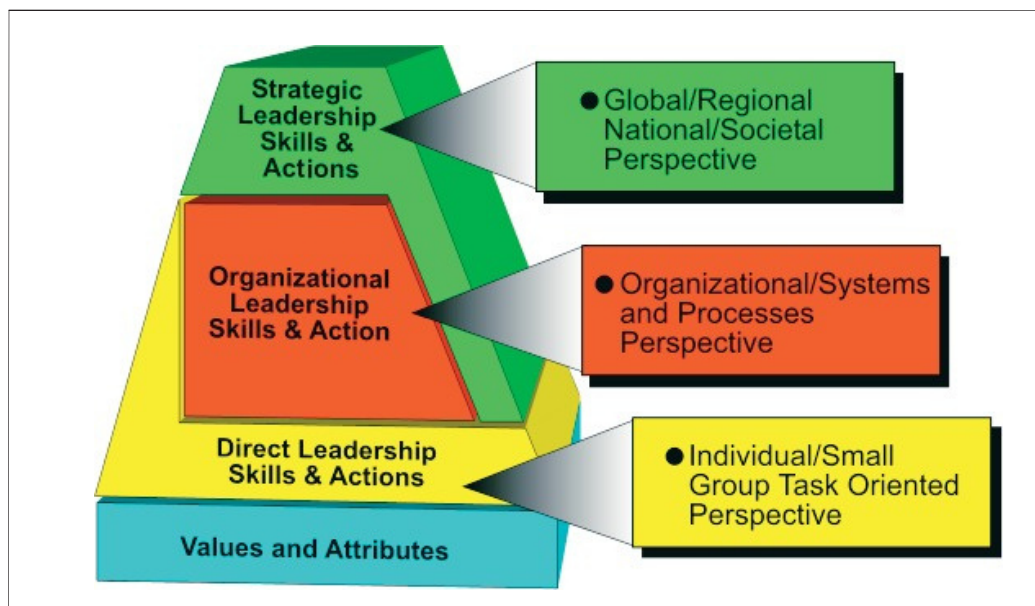 Strategic
Leadership
Skills &
Actions
● Global/Regional
National/Societal
Perspective
Organizational
Leadership
Skills & Action
● Organizational/Systems
and Processes
Perspective
Direct Leadership
Skills & Actions
● Individual/Small
Group Task Oriented
Perspective
Values and Attributes